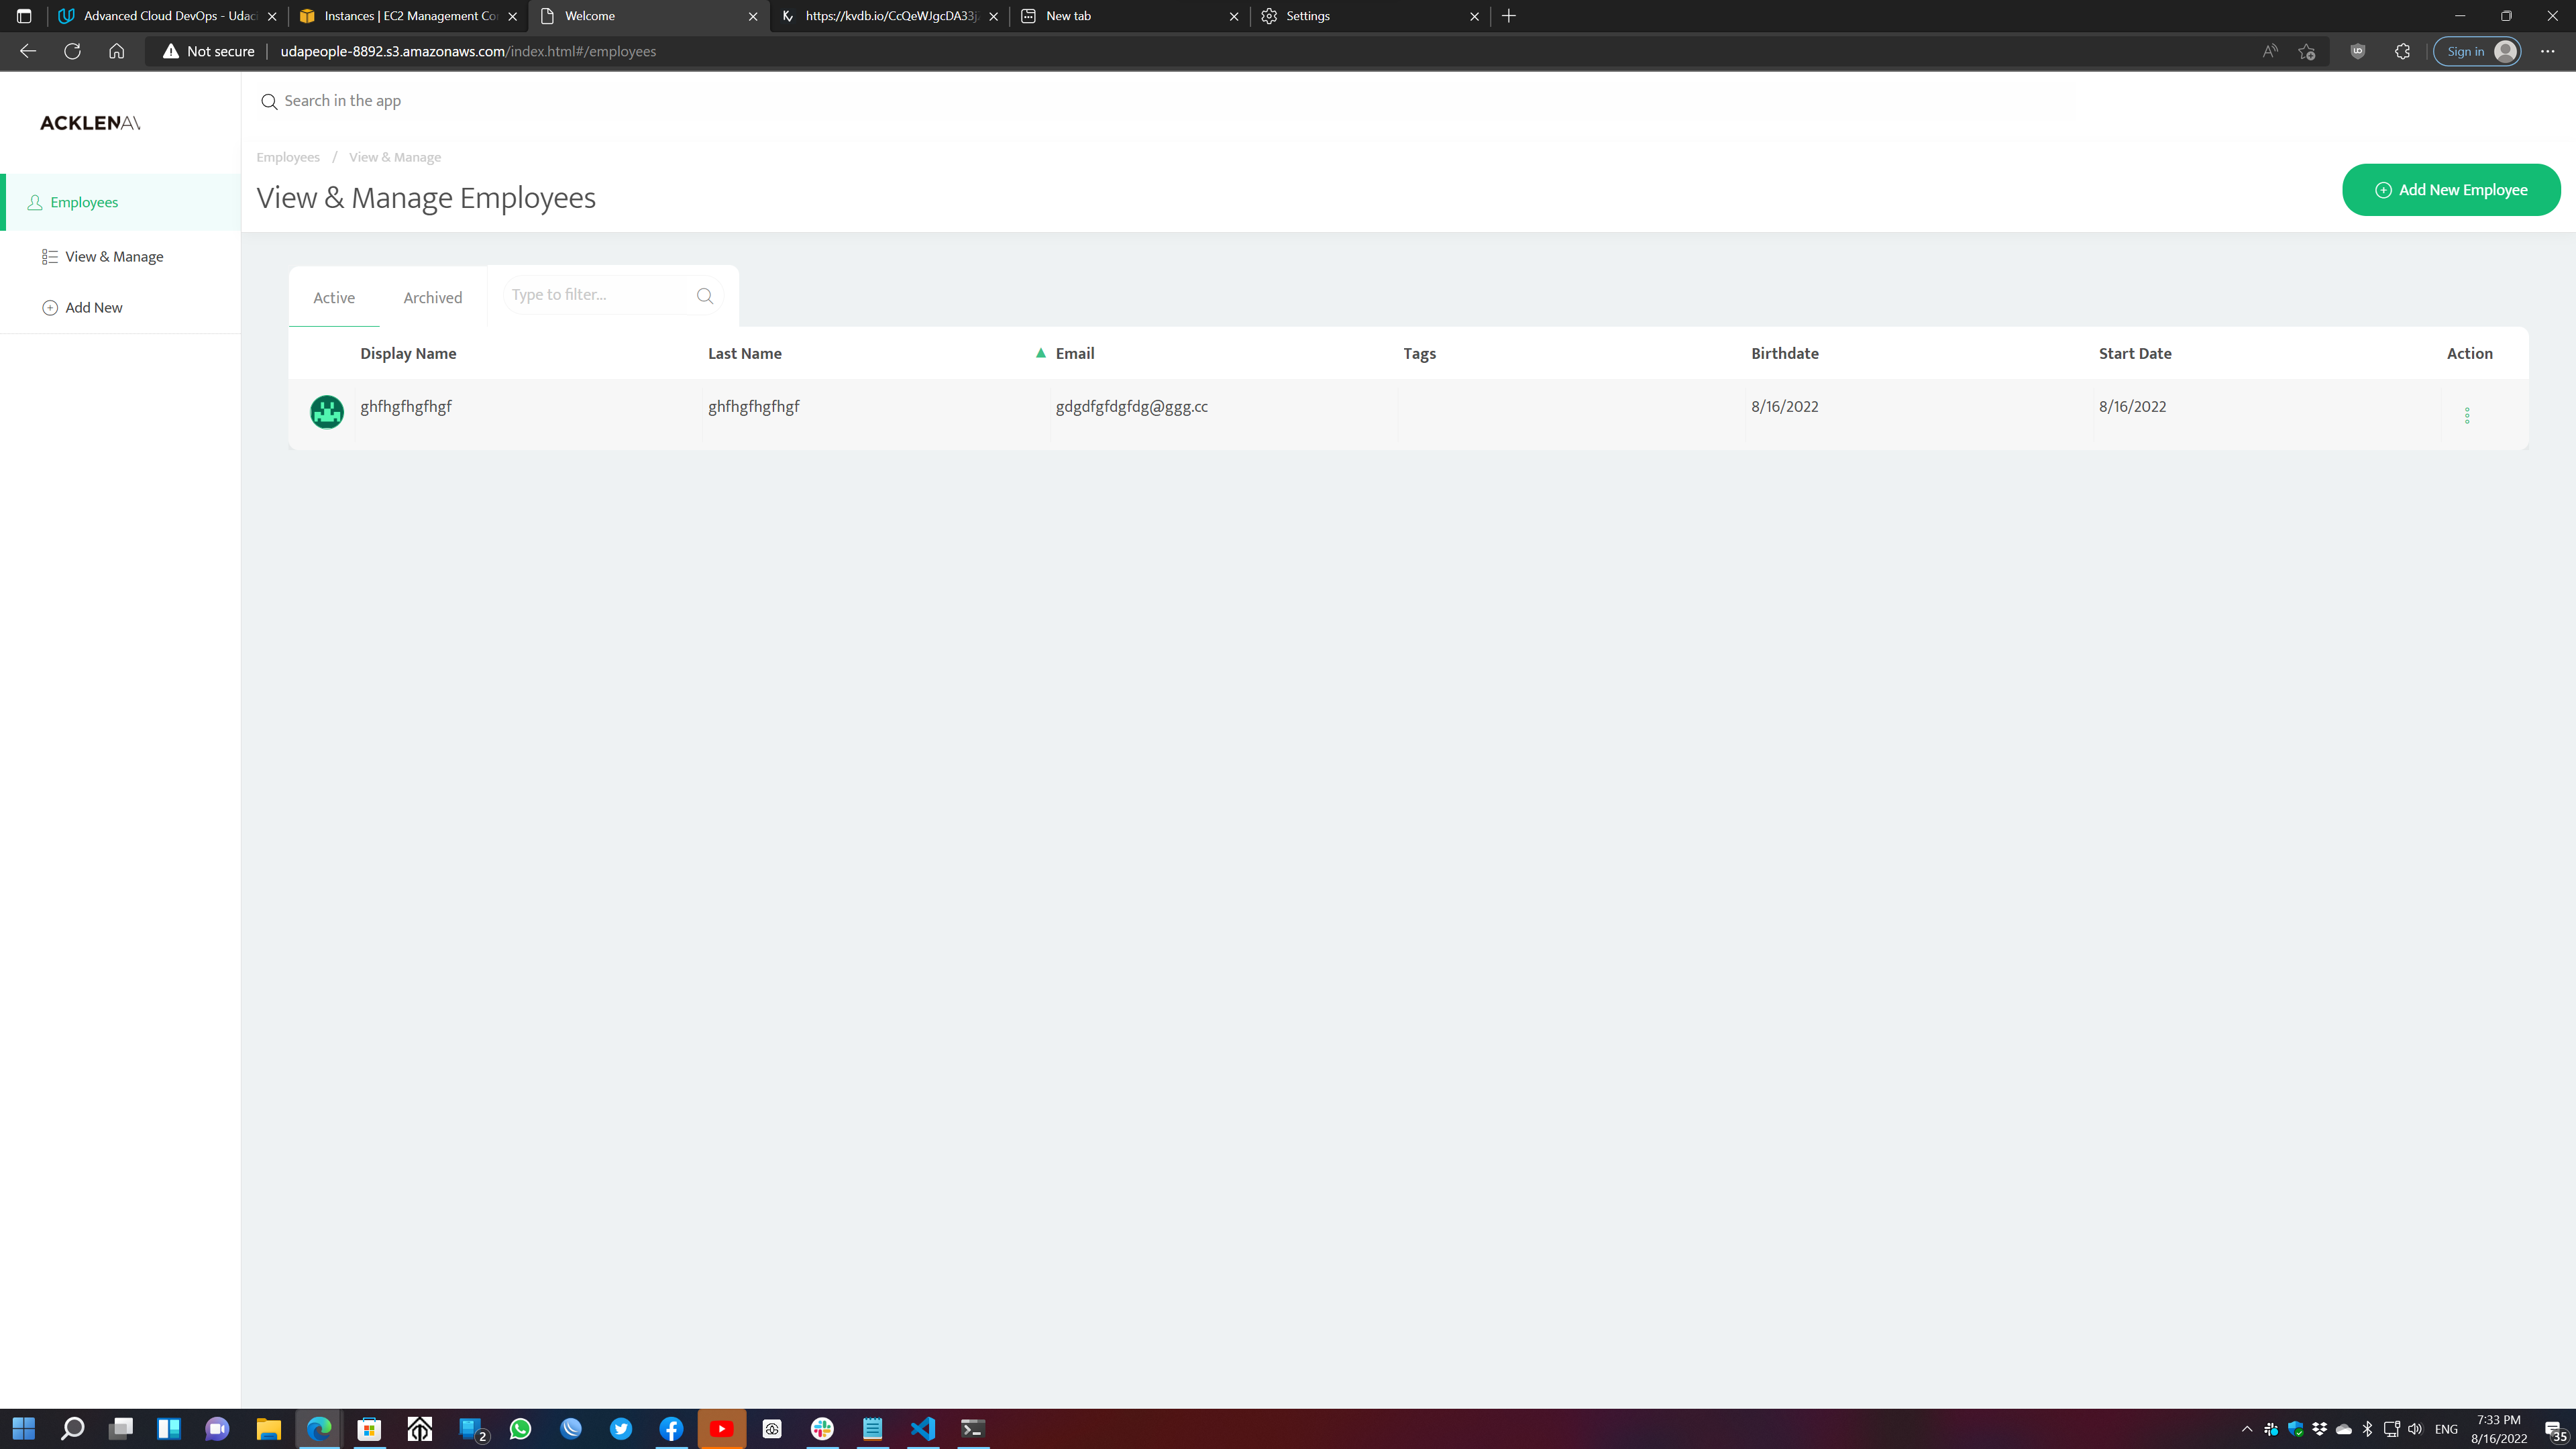 Advanced Cloud DevOps - Udaci
Instances | EC2 Management Co
Welcome
https://kvdb.io/CcQeWJgcDA33j
New tab
Settings
Not secure
udapeople-8892.s3.amazonaws.com/index.html#/employees
Sign in
ACKLENAV
Search in the app
Employees / View & Manage
View & Manage Employees
Add New Employee
Employees
View & Manage
Add New
Active
Archived
Type to filter...
Display Name Last Name Email Tags Birthdate Start Date Action
ghfhgfhgfhgf ghfhgfhgfhgf gdgdfgfdgfdg@ggg.cc 8/16/2022 8/16/2022
2
ENG
7:33 PM
8/16/2022
35